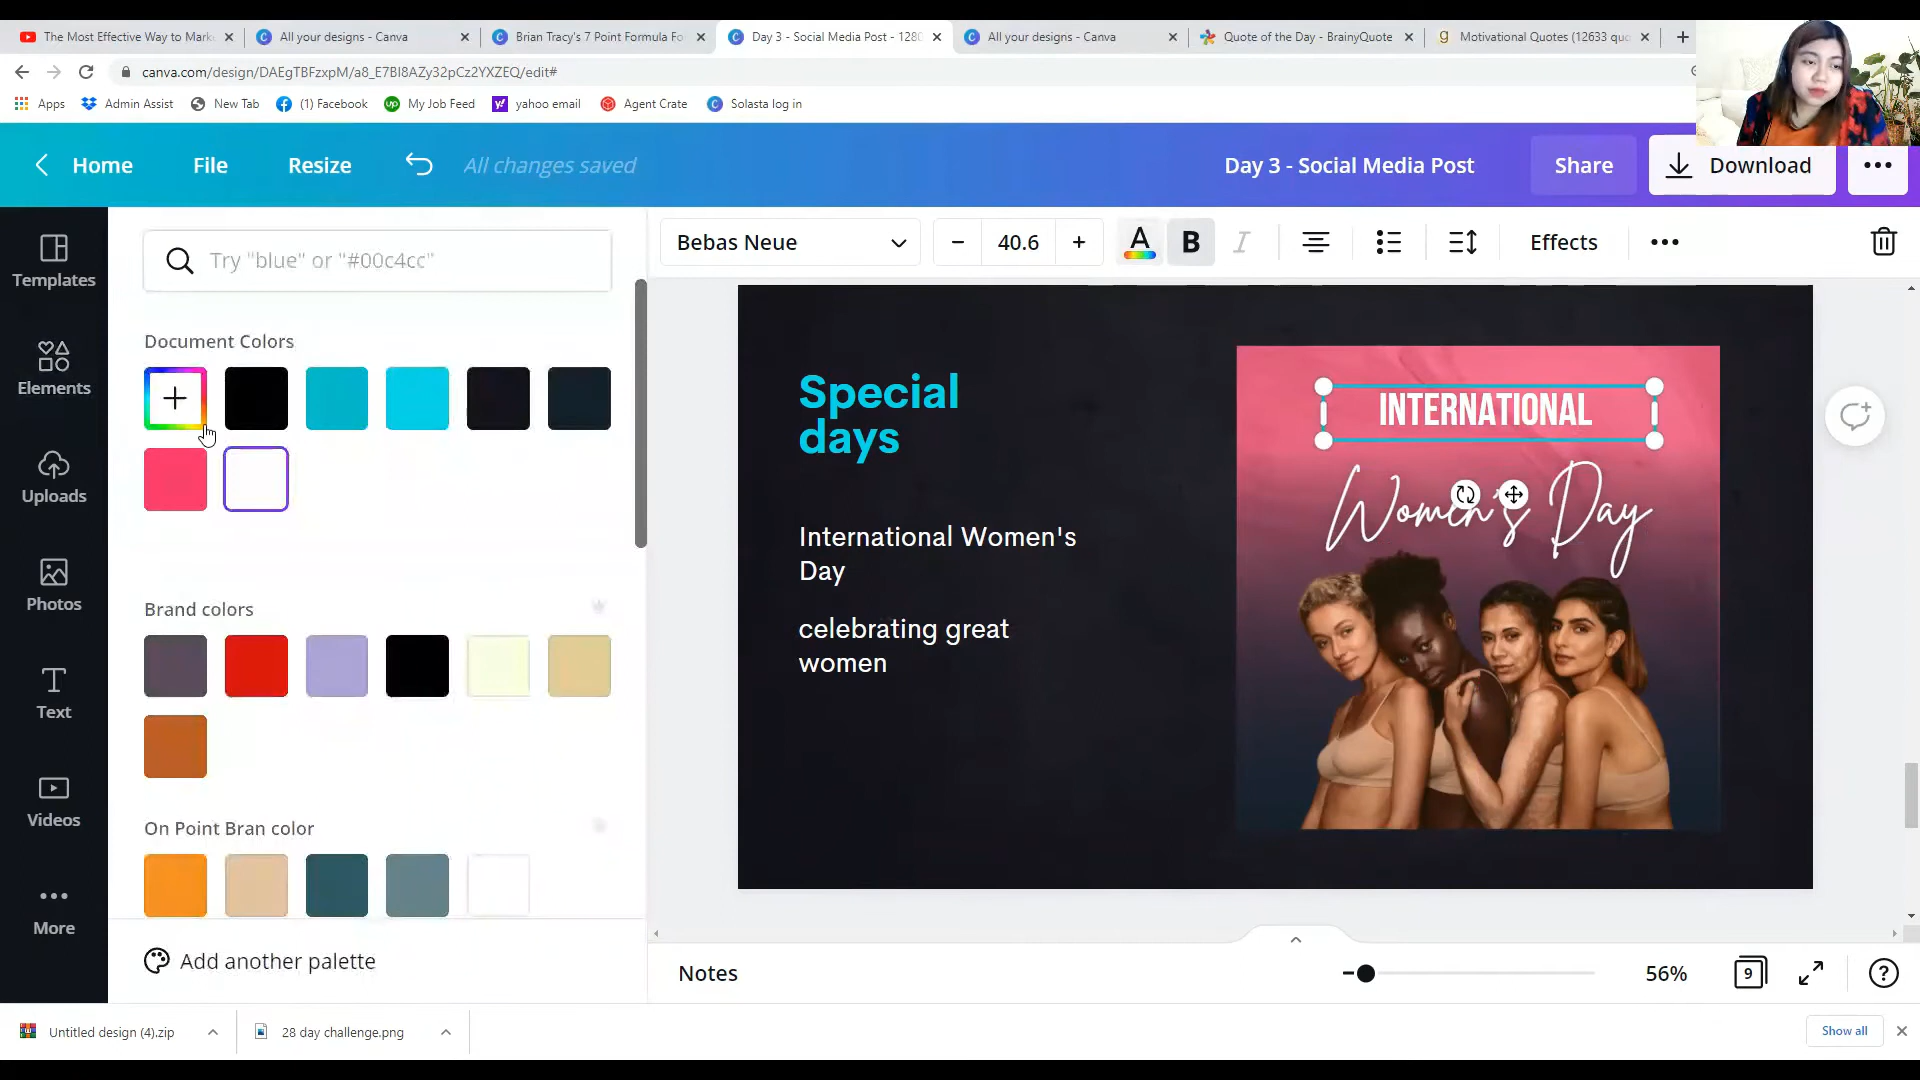 The Most Effective Way to Mark
All your designs - Canva
Brian Tracy's 7 Point Formula Fo
Day 3 - Social Media Post - 1280
All your designs - Canva
Quote of the Day - BrainyQuote
Motivational Quotes (12633 quo
canva.com/design/DAEgTBFzxpM/a8_E7BI8AZy32pCz2YXZEQ/edit#
Apps
Admin Assist
New Tab
(1) Facebook
My Job Feed
yahoo email
Agent Crate
Solasta log in
Home
File
Resize
All changes saved
Day 3 - Social Media Post
Share
Download
Templates
Elements
Uploads
Photos
Text
Videos
More
Try "blue" or "#00c4cc"
Document Colors
Brand colors
On Point Bran color
Add another palette
Bebas Neue
40.6
A
B
I
Effects
Special
days
International Women's
Day
celebrating great
women
INTERNATIONAL
Women's Day
Notes
56%
9
Untitled design (4).zip
28 day challenge.png
Show all